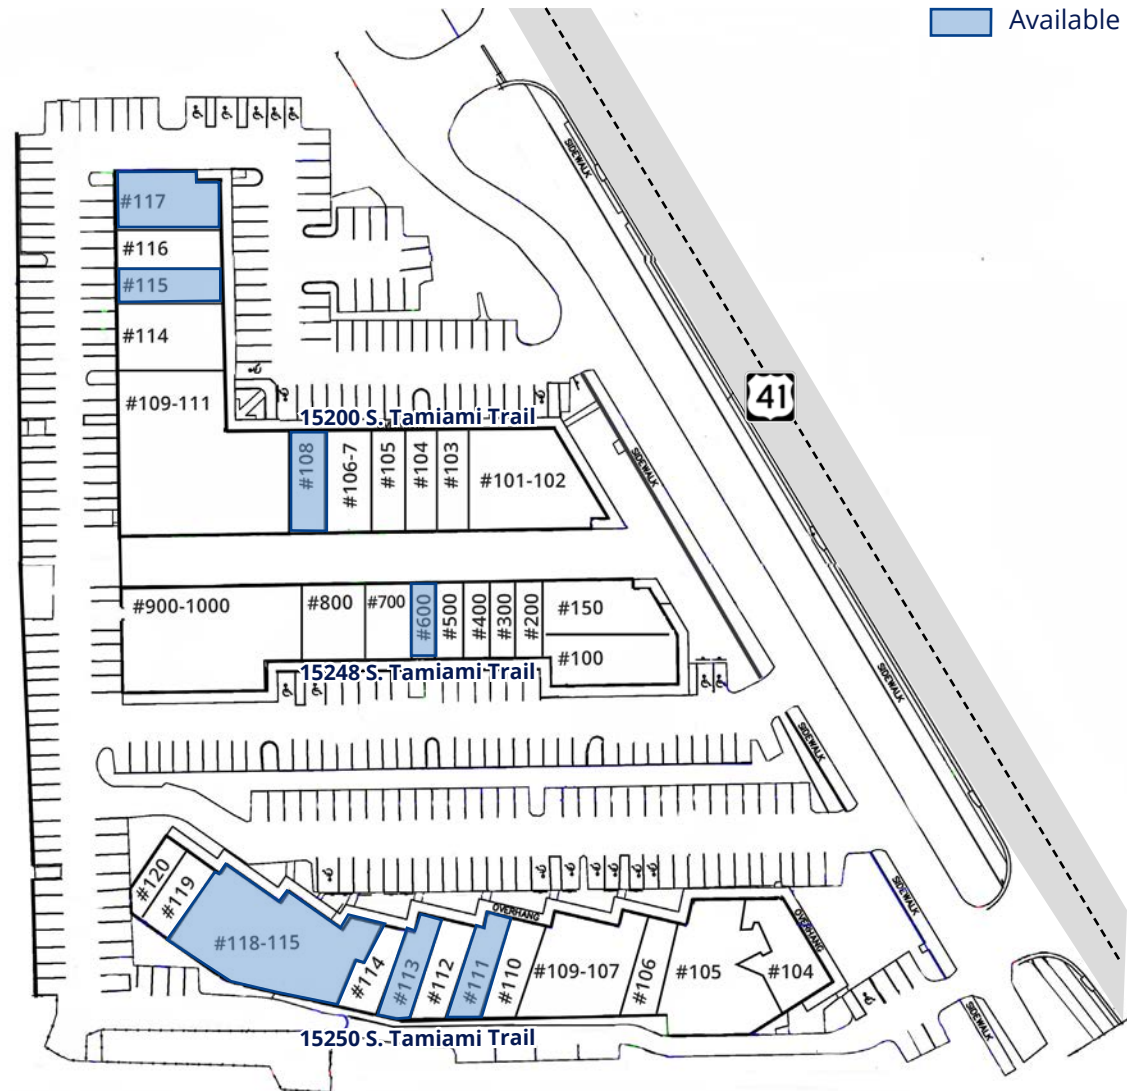 Available
SIDEWALK
#117
#116
#115
#114
#109-111
41
15200 S. Tamiami Trail
#108
#106-7
#105
#104
#103
#101-102
SIDEWALK
#900-1000
#800
#700
#600
#500
#400
#300
#200
#150
#100
15248 S. Tamiami Trail
SIDEWALK
SIDEWALK
#120
#119
#118-115
#114
#113
#112
#111
#110
#109-107
#106
#105
#104
OVERHANG
OVERHANG
SIDEWALK
15250 S. Tamiami Trail
SIDEWALK